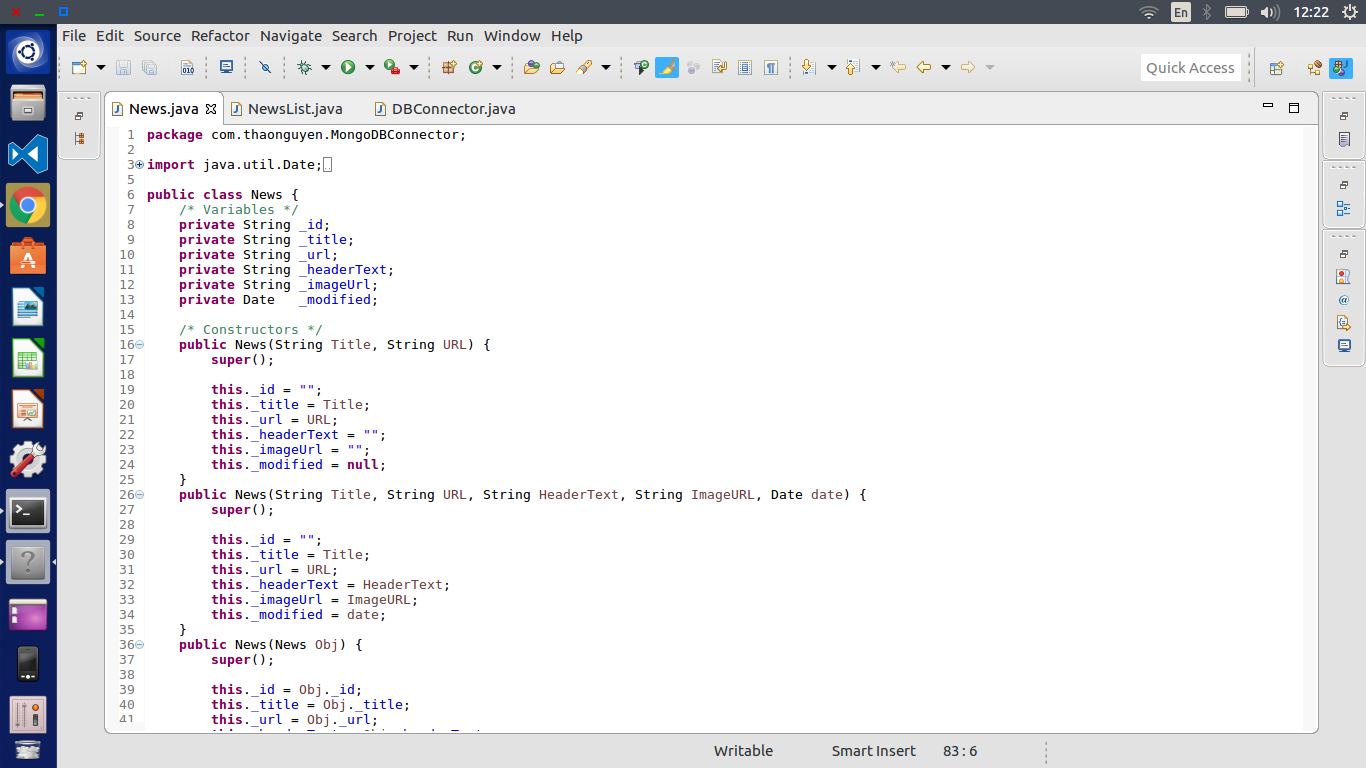 En 12:22
File Edit Source Refactor Navigate Search Project Run Window Help
010 Quick Access
News.java NewsList.java DBConnector.java
1 package com.thaonguyen.MongoDBConnector;
2
3 import java.util.Date;
5
6 public class News {
7     /* Variables */
8     private String _id;
9     private String _title;
10     private String _url;
11     private String _headerText;
12     private String _imageUrl;
13     private Date   _modified;
14
15     /* Constructors */
16     public News(String Title, String URL) {
17         super();
18
19         this._id = "";
20         this._title = Title;
21         this._url = URL;
22         this._headerText = "";
23         this._imageUrl = "";
24         this._modified = null;
25     }
26     public News(String Title, String URL, String HeaderText, String ImageURL, Date date) {
27         super();
28
29         this._id = "";
30         this._title = Title;
31         this._url = URL;
32         this._headerText = HeaderText;
33         this._imageUrl = ImageURL;
34         this._modified = date;
35     }
36     public News(News Obj) {
37         super();
38
39         this._id = Obj._id;
40         this._title = Obj._title;
41         this._url = Obj._url;
Writable Smart Insert 83 : 6